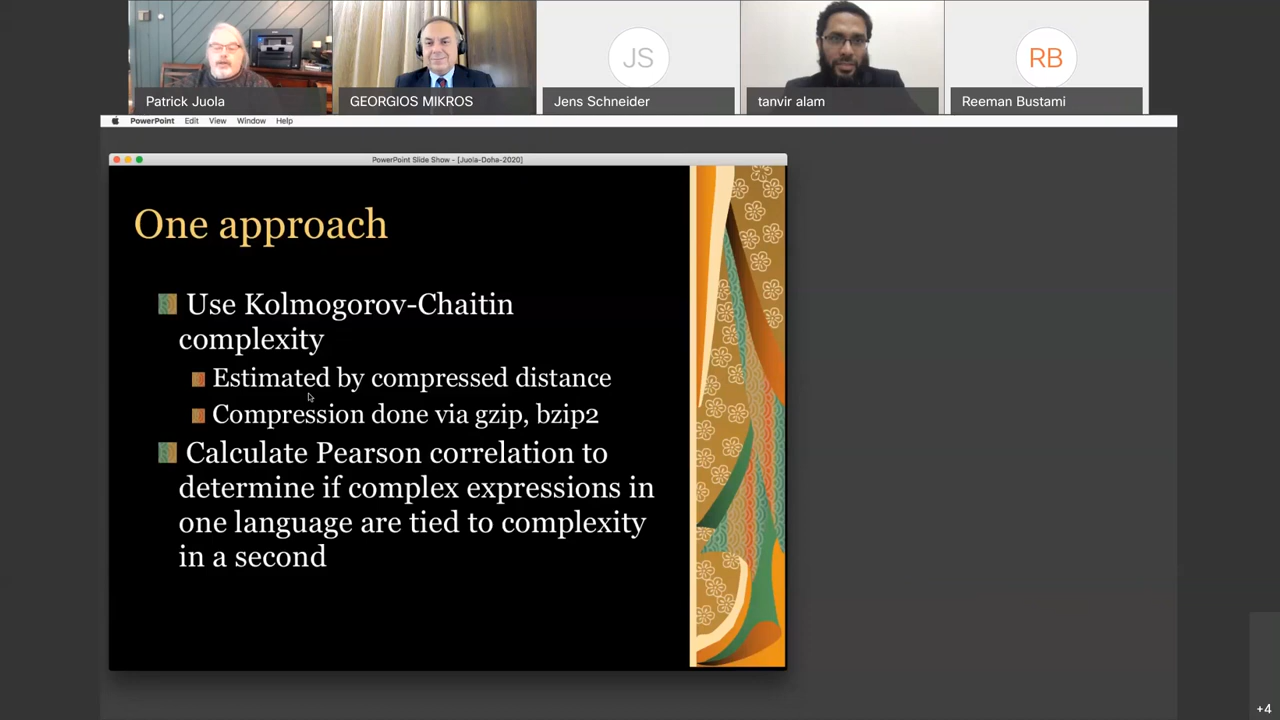 JS
RB
Patrick Juola
GEORGIOS MIKROS
Jens Schneider
tanvir alam
Reeman Bustami
PowerPoint Edit View Window Help
PowerPoint Slide Show - [Juola-Doha-2020]
One approach
Use Kolmogorov-Chaitin
complexity
Estimated by compressed distance
Compression done via gzip, bzip2
Calculate Pearson correlation to
determine if complex expressions in
one language are tied to complexity
in a second
+4